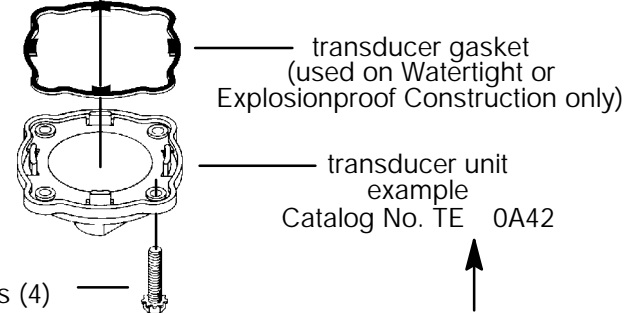 transducer gasket
(used on Watertight or
Explosionproof Construction only)
transducer unit
example
Catalog No. TE 0A42
s (4)